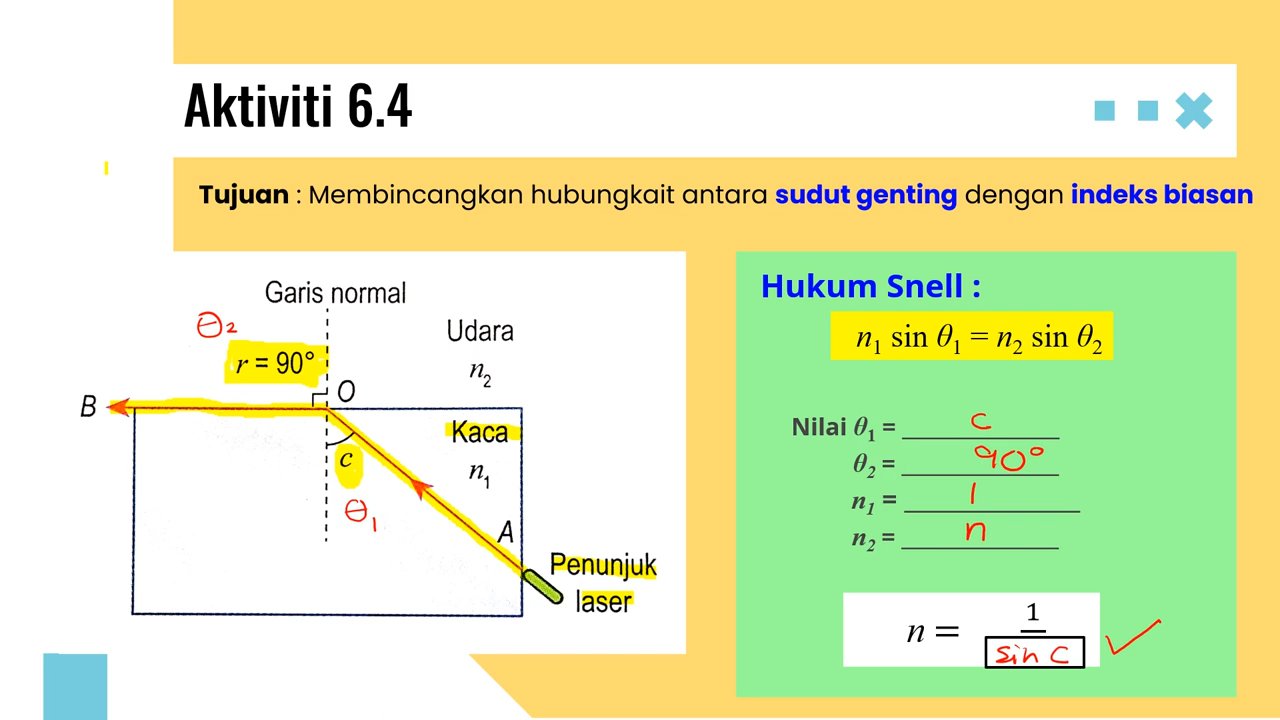 Aktiviti 6.4
Tujuan : Membincangkan hubungkait antara sudut genting dengan indeks biasan
Garis normal
θ₂
Udara
r = 90°
n₂
O
B
Kaca
c
n₁
θ₁
A
Penunjuk
laser
Hukum Snell :
n₁ sin θ₁ = n₂ sin θ₂
Nilai θ₁ = c
θ₂ = 90°
n₁ = 1
n₂ = n
n = 1
sin c